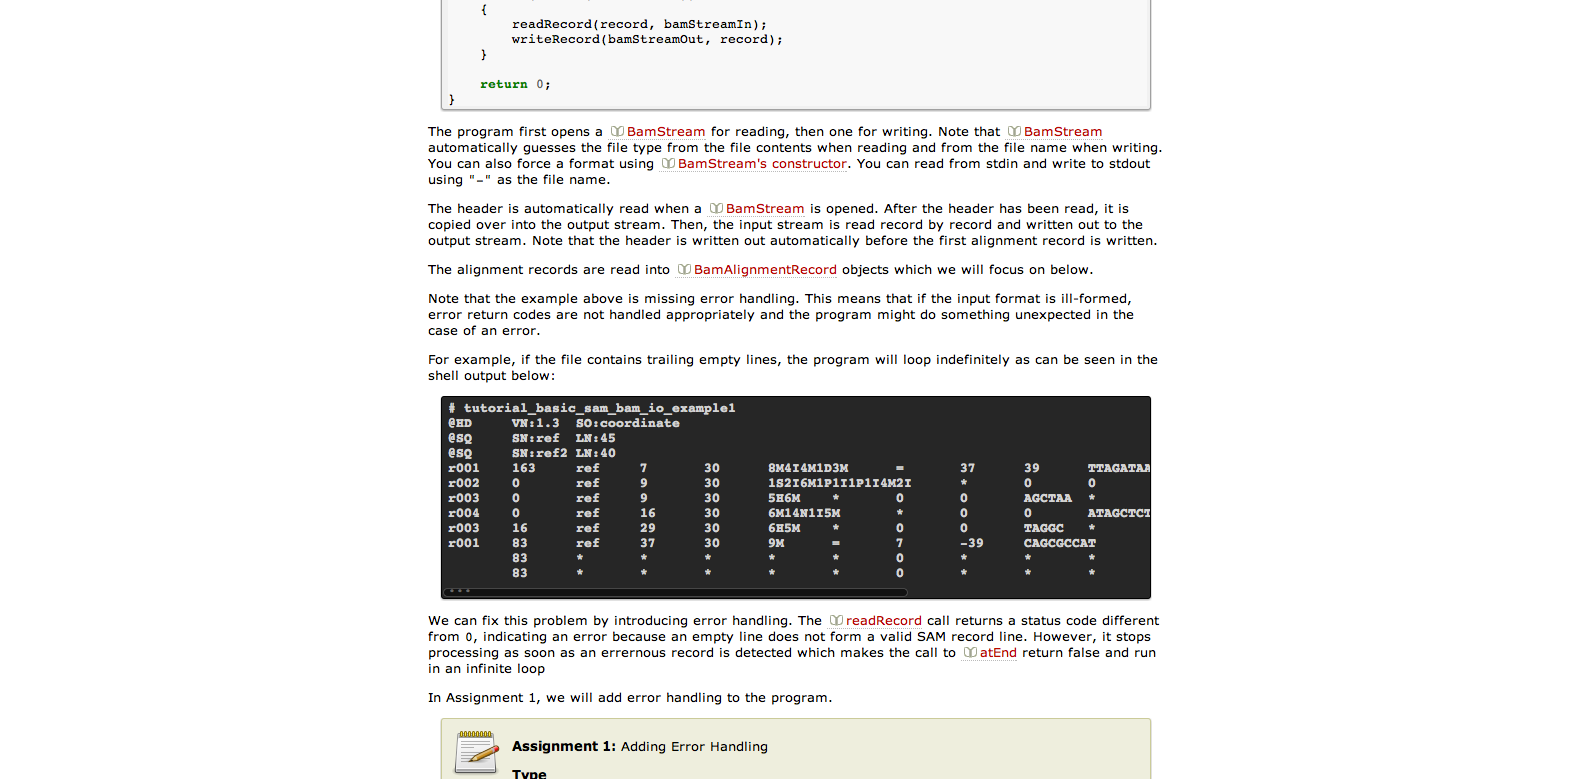 {
readRecord(record, bamStreamIn);
writeRecord(bamStreamOut, record);
}
return 0;
}
The program first opens a BamStream for reading, then one for writing. Note that BamStream
automatically guesses the file type from the file contents when reading and from the file name when writing.
You can also force a format using BamStream's constructor. You can read from stdin and write to stdout
using "-" as the file name.
The header is automatically read when a BamStream is opened. After the header has been read, it is
copied over into the output stream. Then, the input stream is read record by record and written out to the
output stream. Note that the header is written out automatically before the first alignment record is written.
The alignment records are read into BamAlignmentRecord objects which we will focus on below.
Note that the example above is missing error handling. This means that if the input format is ill-formed,
error return codes are not handled appropriately and the program might do something unexpected in the
case of an error.
For example, if the file contains trailing empty lines, the program will loop indefinitely as can be seen in the
shell output below:
# tutorial_basic_sam_bam_io_example1
@HD VN:1.3 SO:coordinate
@SQ SN:ref LN:45
@SQ SN:ref2 LN:40
r001 163 ref 7 30 8M4I4M1D3M = 37 39 TTAGATAA
r002 0 ref 9 30 1S2I6M1P1I1P1I4M2I * 0 0
r003 0 ref 9 30 5H6M * 0 0 AGCTAA *
r004 0 ref 16 30 6M14N1I5M * 0 0 ATAGCTCT
r003 16 ref 29 30 6H5M * 0 0 TAGGC *
r001 83 ref 37 30 9M = 7 -39 CAGCGCCAT
83 * * * * * 0 * * *
83 * * * * * 0 * * *
...
We can fix this problem by introducing error handling. The readRecord call returns a status code different
from 0, indicating an error because an empty line does not form a valid SAM record line. However, it stops
processing as soon as an errernous record is detected which makes the call to atEnd return false and run
in an infinite loop
In Assignment 1, we will add error handling to the program.
Assignment 1: Adding Error Handling
Type